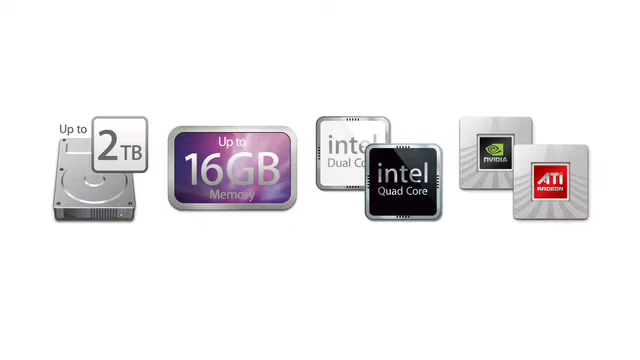 Up to
2TB
Up to
16GB
Memory
intel
Dual Co
intel
Quad Core
NVIDIA
ATI
RADEON